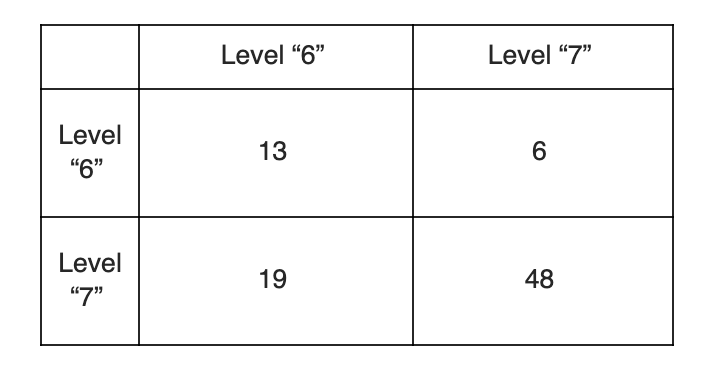 Level “6”
Level “7”
Level
“6”
13
6
Level
“7”
19
48